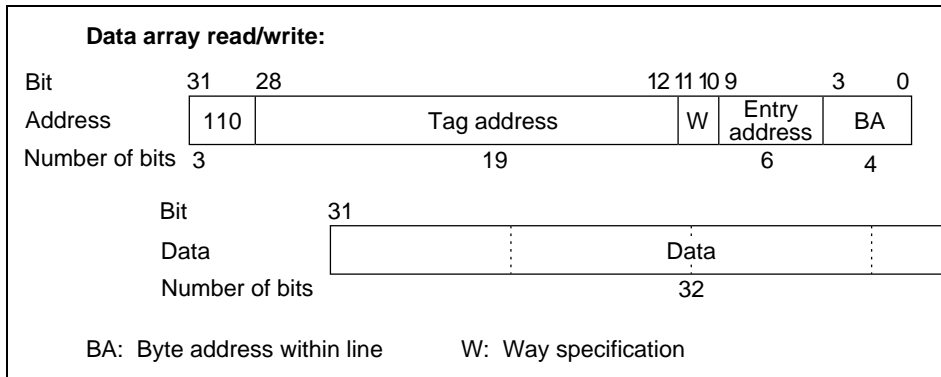 Data array read/write:
Bit 31 28 12 11 10 9 3 0
Address 110 Tag address W Entry address BA
Number of bits 3 19 6 4
Bit 31
Data Data
Number of bits 32
BA: Byte address within line W: Way specification